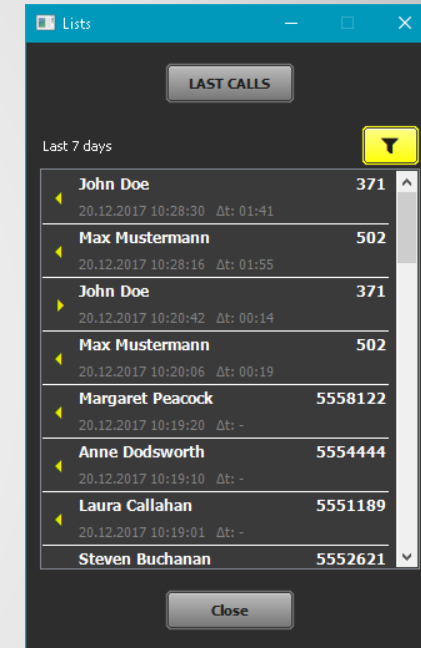 Lists
LAST CALLS
Last 7 days
John Doe 371
20.12.2017 10:28:30 Δt: 01:41
Max Mustermann 502
20.12.2017 10:28:16 Δt: 01:55
John Doe 371
20.12.2017 10:20:42 Δt: 00:14
Max Mustermann 502
20.12.2017 10:20:06 Δt: 00:19
Margaret Peacock 5558122
20.12.2017 10:19:20 Δt: -
Anne Dodsworth 5554444
20.12.2017 10:19:10 Δt: -
Laura Callahan 5551189
20.12.2017 10:19:01 Δt: -
Steven Buchanan 5552621
Close